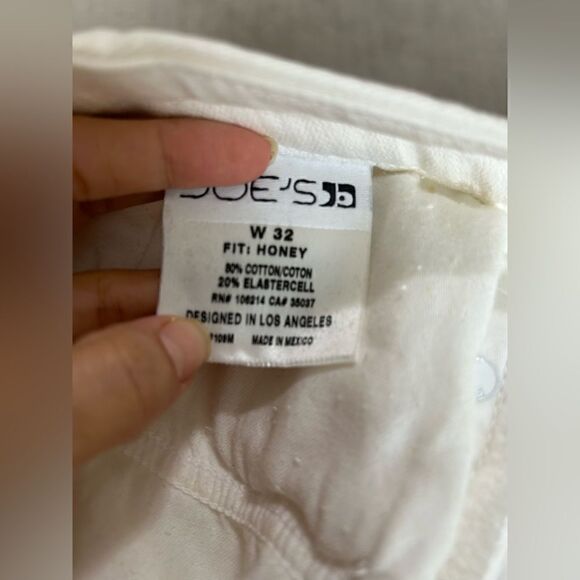 JOE'S
W 32
FIT: HONEY
80% COTTON/COTON
20% ELASTERCELL
RN# 106214 CA# 35037
DESIGNED IN LOS ANGELES
MADE IN MEXICO